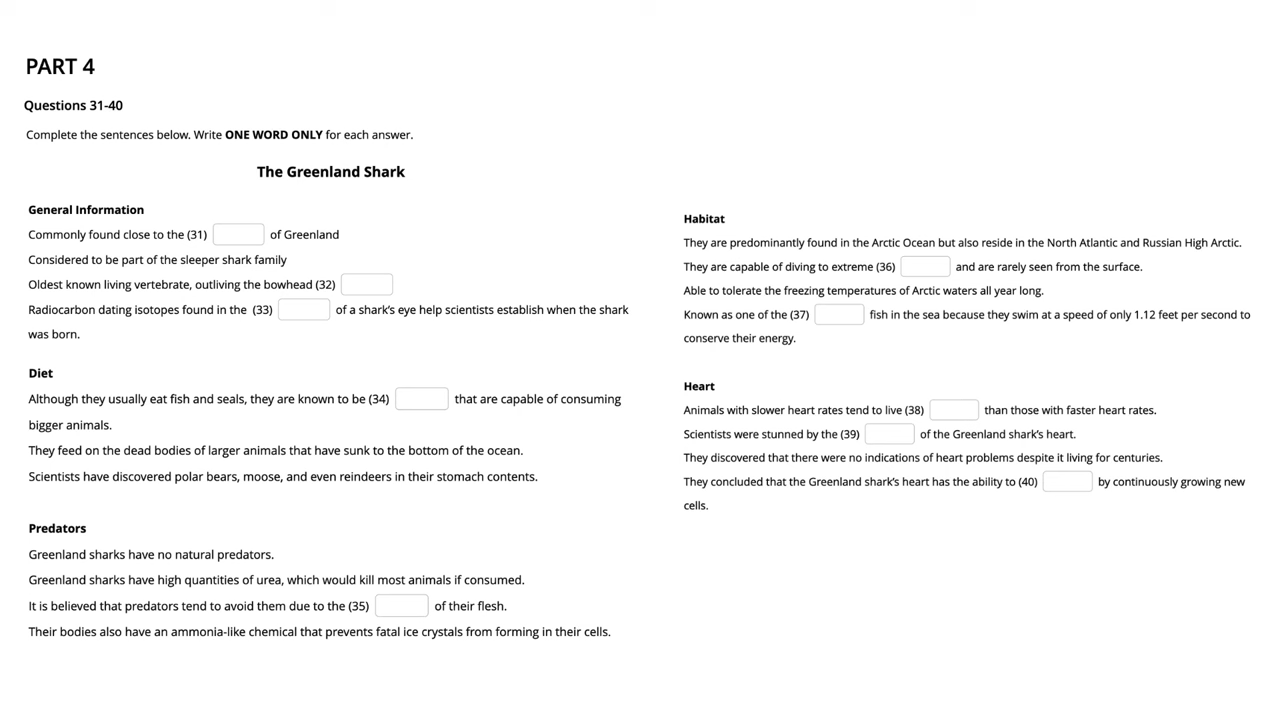 PART 4
Questions 31-40
Complete the sentences below. Write ONE WORD ONLY for each answer.
The Greenland Shark
General Information
Commonly found close to the (31) of Greenland
Considered to be part of the sleeper shark family
Oldest known living vertebrate, outliving the bowhead (32)
Radiocarbon dating isotopes found in the (33) of a shark's eye help scientists establish when the shark
was born.
Diet
Although they usually eat fish and seals, they are known to be (34) that are capable of consuming
bigger animals.
They feed on the dead bodies of larger animals that have sunk to the bottom of the ocean.
Scientists have discovered polar bears, moose, and even reindeers in their stomach contents.
Predators
Greenland sharks have no natural predators.
Greenland sharks have high quantities of urea, which would kill most animals if consumed.
It is believed that predators tend to avoid them due to the (35) of their flesh.
Their bodies also have an ammonia-like chemical that prevents fatal ice crystals from forming in their cells.
Habitat
They are predominantly found in the Arctic Ocean but also reside in the North Atlantic and Russian High Arctic.
They are capable of diving to extreme (36) and are rarely seen from the surface.
Able to tolerate the freezing temperatures of Arctic waters all year long.
Known as one of the (37) fish in the sea because they swim at a speed of only 1.12 feet per second to
conserve their energy.
Heart
Animals with slower heart rates tend to live (38) than those with faster heart rates.
Scientists were stunned by the (39) of the Greenland shark's heart.
They discovered that there were no indications of heart problems despite it living for centuries.
They concluded that the Greenland shark's heart has the ability to (40) by continuously growing new
cells.